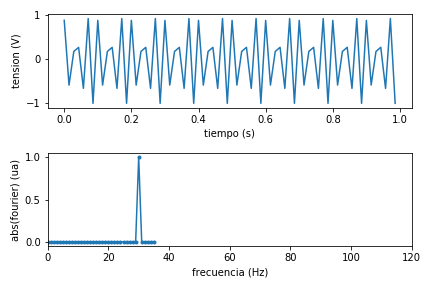 1
0
−1
tension (V)
0.0 0.2 0.4 0.6 0.8 1.0
tiempo (s)
1.0
0.5
0.0
abs(fourier) (ua)
0 20 40 60 80 100 120
frecuencia (Hz)